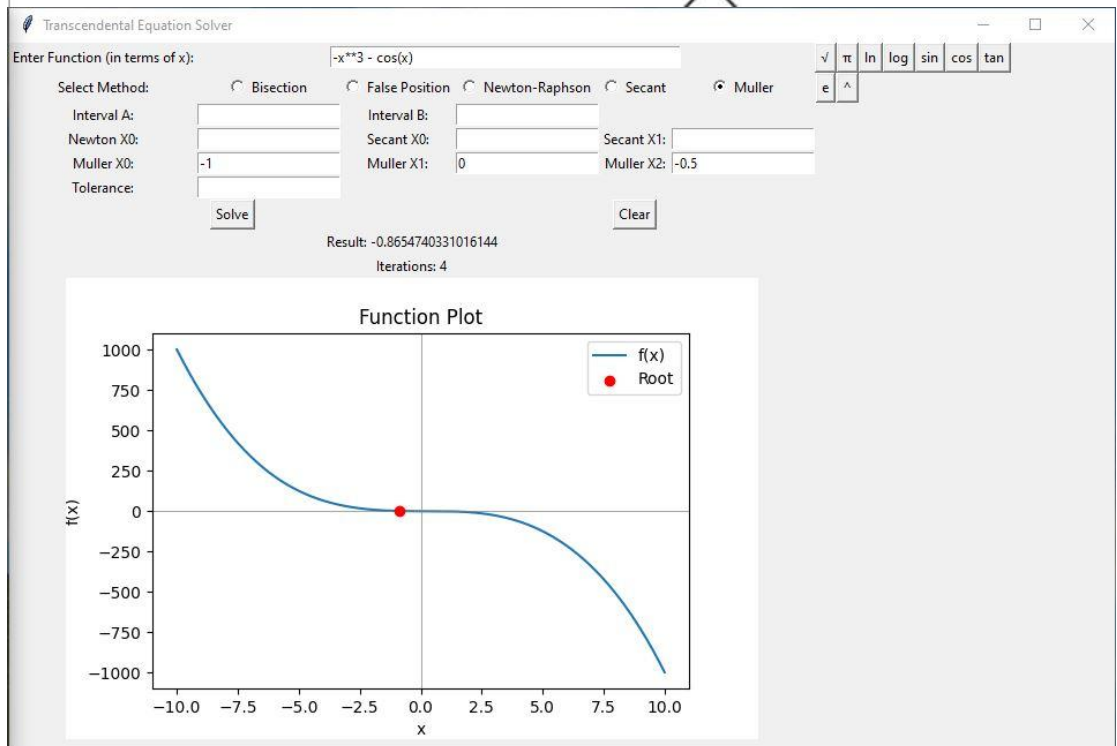 Transcendental Equation Solver
Enter Function (in terms of x): -x**3 - cos(x) √ π ln log sin cos tan
Select Method: Bisection False Position Newton-Raphson Secant Muller e ^
Interval A: Interval B:
Newton X0: Secant X0: Secant X1:
Muller X0: -1 Muller X1: 0 Muller X2: -0.5
Tolerance:
Solve Clear
Result: -0.8654740331016144
Iterations: 4
Function Plot
f(x)
Root
1000
750
500
250
0
−250
−500
−750
−1000
f(x)
−10.0 −7.5 −5.0 −2.5 0.0 2.5 5.0 7.5 10.0
x